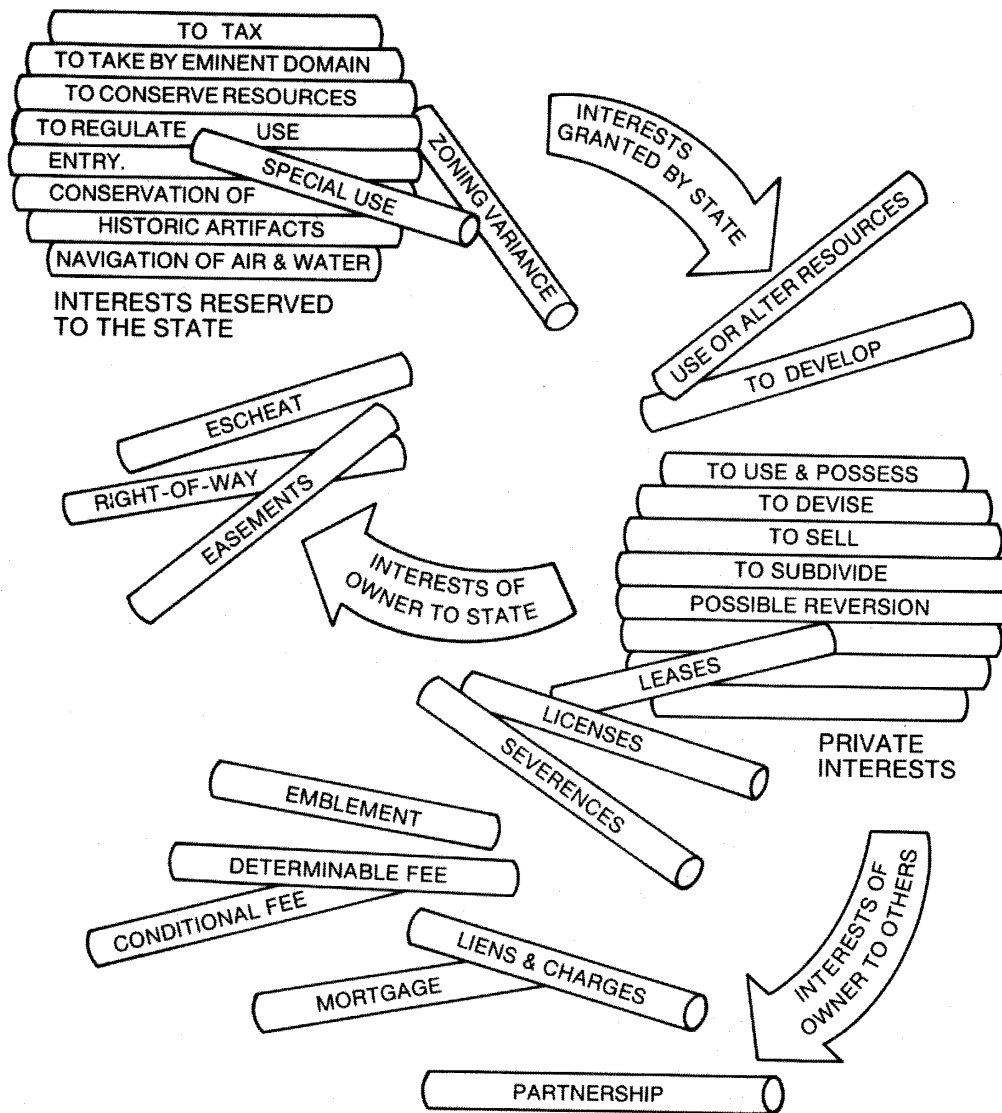 TO TAX
TO TAKE BY EMINENT DOMAIN
TO CONSERVE RESOURCES
TO REGULATE USE
ENTRY.
CONSERVATION OF
HISTORIC ARTIFACTS
NAVIGATION OF AIR & WATER
SPECIAL USE
ZONING VARIANCE
INTERESTS RESERVED
TO THE STATE
INTERESTS
GRANTED BY STATE
USE OR ALTER RESOURCES
TO DEVELOP
ESCHEAT
RIGHT-OF-WAY
EASEMENTS
INTERESTS OF
OWNER TO STATE
TO USE & POSSESS
TO DEVISE
TO SELL
TO SUBDIVIDE
POSSIBLE REVERSION
LEASES
LICENSES
SEVERENCES
PRIVATE
INTERESTS
EMBLEMENT
DETERMINABLE FEE
CONDITIONAL FEE
LIENS & CHARGES
MORTGAGE
INTERESTS OF
OWNER TO OTHERS
PARTNERSHIP